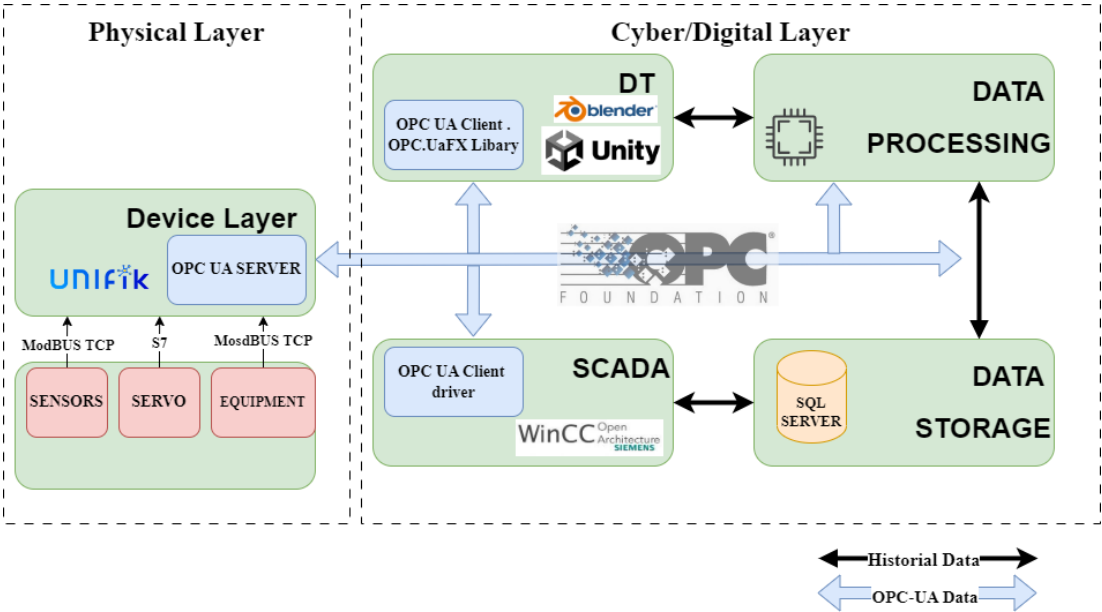 Physical Layer
Cyber/Digital Layer
DT
blender
OPC UA Client .
OPC.UaFX Libary
Unity
DATA
PROCESSING
Device Layer
UNIFIK
OPC UA SERVER
OPC
®
FOUNDATION
ModBUS TCP
S7
MosdBUS TCP
SENSORS
SERVO
EQUIPMENT
OPC UA Client
driver
SCADA
WinCC Open
Architecture
SIEMENS
SQL
SERVER
DATA
STORAGE
Historial Data
OPC-UA Data